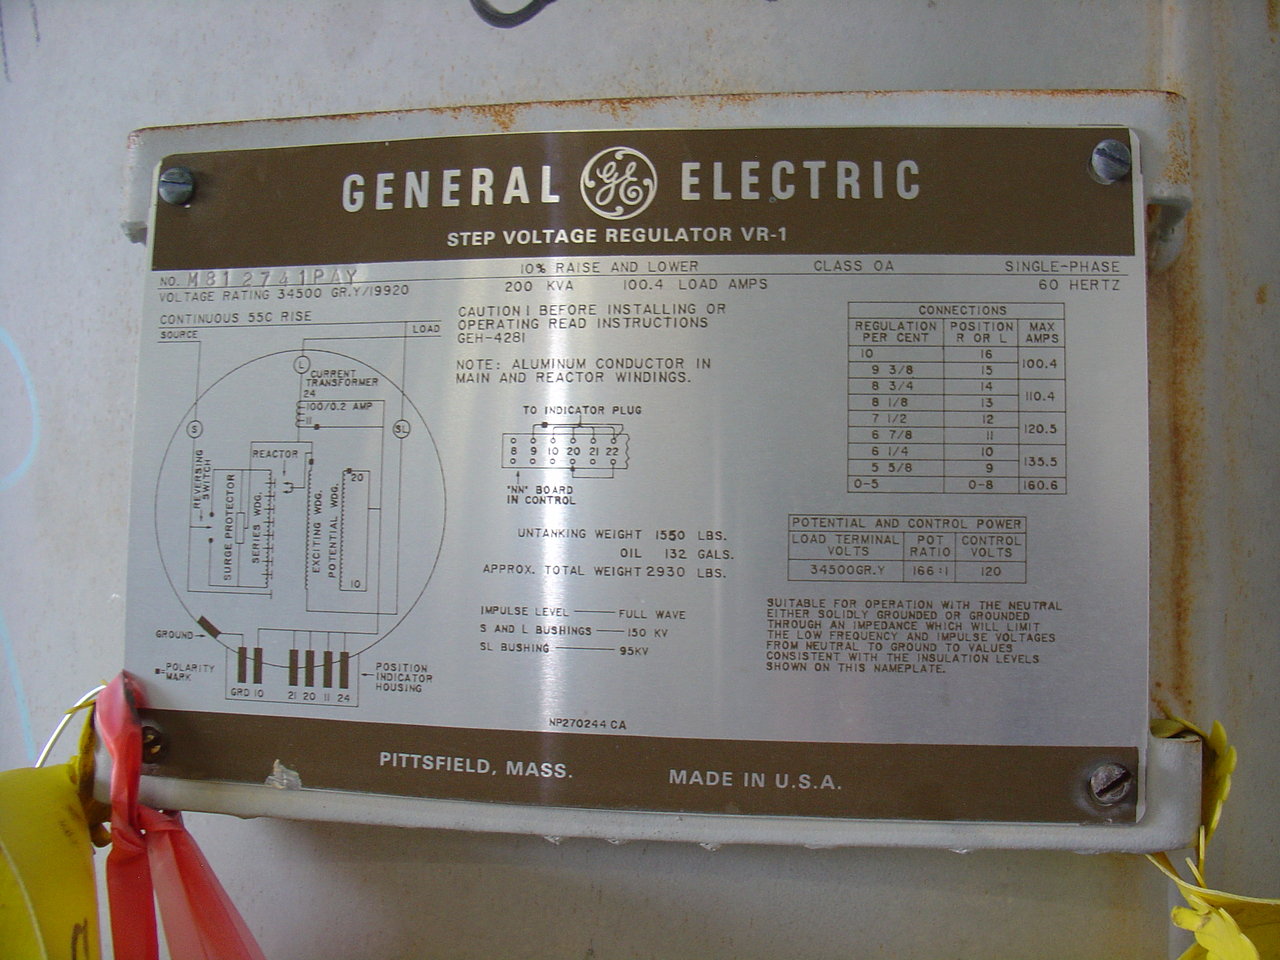 GENERAL GE ELECTRIC
STEP VOLTAGE REGULATOR VR-1
NO. M812741PAY
10% RAISE AND LOWER
CLASS OA
SINGLE-PHASE
VOLTAGE RATING 34500 GR.Y/19920
200 KVA
100.4 LOAD AMPS
60 HERTZ
CONTINUOUS 55C RISE
SOURCE
LOAD
L
CURRENT
TRANSFORMER
24
100/0.2 AMP
11
S
SL
REACTOR
REVERSING
SWITCH
SURGE PROTECTOR
SERIES WDG.
EXCITING WDG.
POTENTIAL WDG.
20
10
GROUND
▪=POLARITY
MARK
GRD 10 21 20 11 24
POSITION
INDICATOR
HOUSING
CAUTION! BEFORE INSTALLING OR
OPERATING READ INSTRUCTIONS
GEH-4281
NOTE: ALUMINUM CONDUCTOR IN
MAIN AND REACTOR WINDINGS.
TO INDICATOR PLUG
8 9 10 20 21 22
"NN" BOARD
IN CONTROL
UNTANKING WEIGHT 1550 LBS.
OIL 132 GALS.
APPROX. TOTAL WEIGHT 2930 LBS.
IMPULSE LEVEL — FULL WAVE
S AND L BUSHINGS — 150 KV
SL BUSHING — 95KV
NP270244 CA
CONNECTIONS
REGULATION PER CENT POSITION R OR L MAX AMPS
10 16
100.4
9 3/8 15
8 3/4 14
110.4
8 1/8 13
7 1/2 12
120.5
6 7/8 11
6 1/4 10
135.5
5 5/8 9
0-5 0-8 160.6
POTENTIAL AND CONTROL POWER
LOAD TERMINAL VOLTS POT RATIO CONTROL VOLTS
34500GR.Y 166:1 120
SUITABLE FOR OPERATION WITH THE NEUTRAL
EITHER SOLIDLY GROUNDED OR GROUNDED
THROUGH AN IMPEDANCE WHICH WILL LIMIT
THE LOW FREQUENCY AND IMPULSE VOLTAGES
FROM NEUTRAL TO GROUND TO VALUES
CONSISTENT WITH THE INSULATION LEVELS
SHOWN ON THIS NAMEPLATE.
PITTSFIELD, MASS.
MADE IN U.S.A.